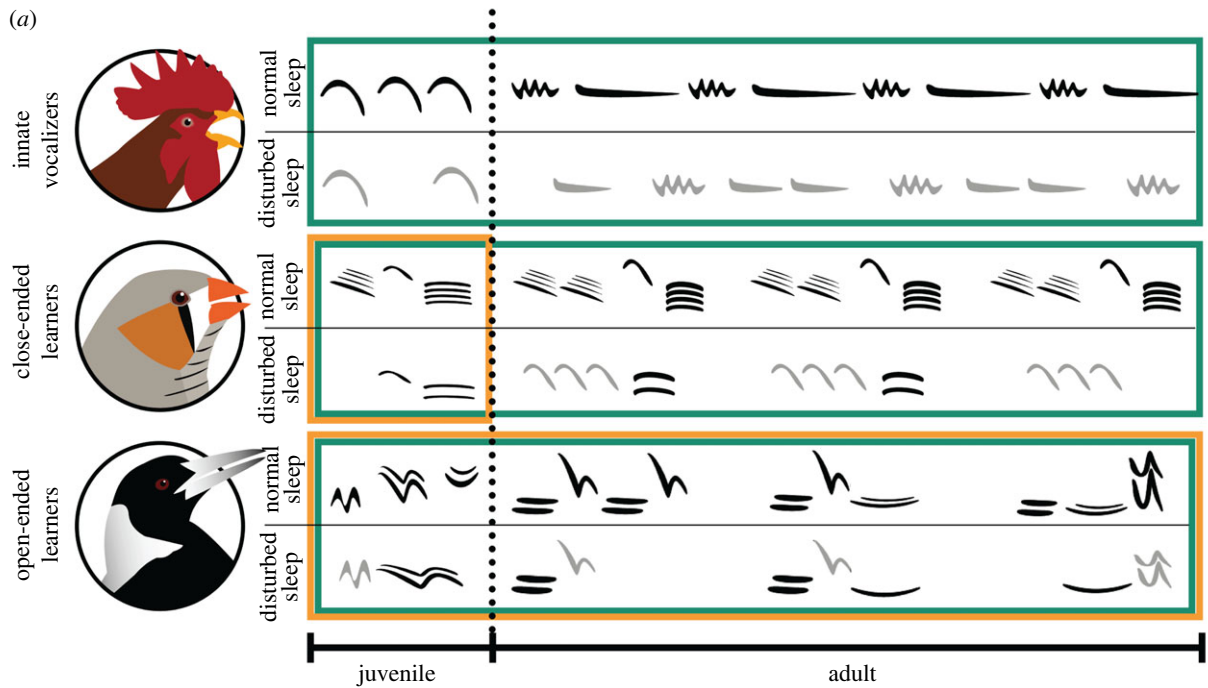 (a)
innate
vocalizers
normal
sleep
disturbed
sleep
close-ended
learners
normal
sleep
disturbed
sleep
open-ended
learners
normal
sleep
disturbed
sleep
juvenile
adult